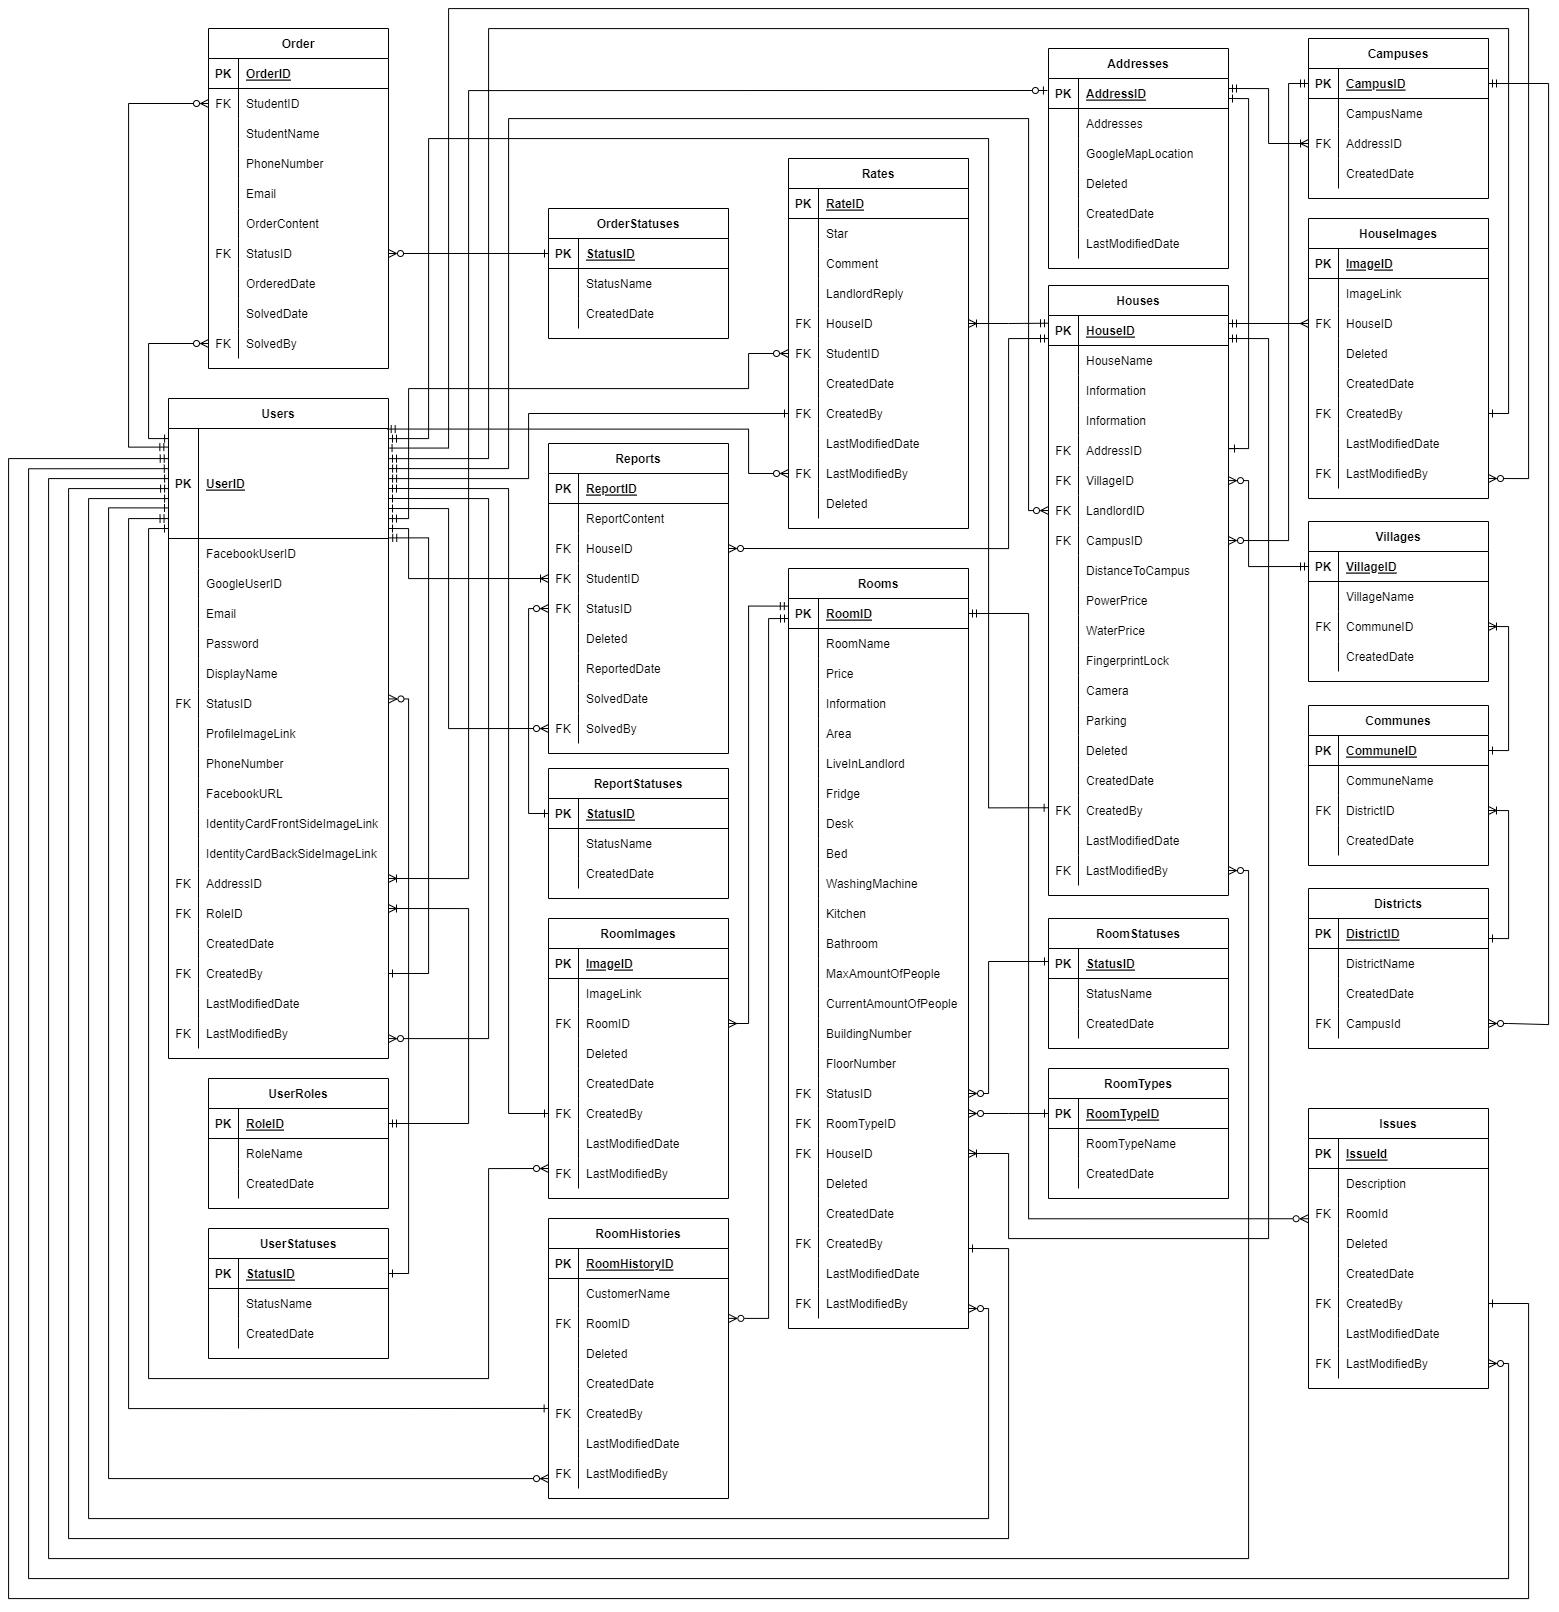 Order
PK OrderID
FK StudentID
StudentName
PhoneNumber
Email
OrderContent
FK StatusID
OrderedDate
SolvedDate
FK SolvedBy
Users
PK UserID
FacebookUserID
GoogleUserID
Email
Password
DisplayName
FK StatusID
ProfileImageLink
PhoneNumber
FacebookURL
IdentityCardFrontSideImageLink
IdentityCardBackSideImageLink
FK AddressID
FK RoleID
CreatedDate
FK CreatedBy
LastModifiedDate
FK LastModifiedBy
UserRoles
PK RoleID
RoleName
CreatedDate
UserStatuses
PK StatusID
StatusName
CreatedDate
OrderStatuses
PK StatusID
StatusName
CreatedDate
Reports
PK ReportID
ReportContent
FK HouseID
FK StudentID
FK StatusID
Deleted
ReportedDate
SolvedDate
FK SolvedBy
ReportStatuses
PK StatusID
StatusName
CreatedDate
RoomImages
PK ImageID
ImageLink
FK RoomID
Deleted
CreatedDate
FK CreatedBy
LastModifiedDate
FK LastModifiedBy
RoomHistories
PK RoomHistoryID
CustomerName
FK RoomID
Deleted
CreatedDate
FK CreatedBy
LastModifiedDate
FK LastModifiedBy
Rates
PK RateID
Star
Comment
LandlordReply
FK HouseID
FK StudentID
CreatedDate
FK CreatedBy
LastModifiedDate
FK LastModifiedBy
Deleted
Rooms
PK RoomID
RoomName
Price
Information
Area
LiveInLandlord
Fridge
Desk
Bed
WashingMachine
Kitchen
Bathroom
MaxAmountOfPeople
CurrentAmountOfPeople
BuildingNumber
FloorNumber
FK StatusID
FK RoomTypeID
FK HouseID
Deleted
CreatedDate
FK CreatedBy
LastModifiedDate
FK LastModifiedBy
Addresses
PK AddressID
Addresses
GoogleMapLocation
Deleted
CreatedDate
LastModifiedDate
Houses
PK HouseID
HouseName
Information
Information
FK AddressID
FK VillageID
FK LandlordID
FK CampusID
DistanceToCampus
PowerPrice
WaterPrice
FingerprintLock
Camera
Parking
Deleted
CreatedDate
FK CreatedBy
LastModifiedDate
FK LastModifiedBy
RoomStatuses
PK StatusID
StatusName
CreatedDate
RoomTypes
PK RoomTypeID
RoomTypeName
CreatedDate
Campuses
PK CampusID
CampusName
FK AddressID
CreatedDate
HouseImages
PK ImageID
ImageLink
FK HouseID
Deleted
CreatedDate
FK CreatedBy
LastModifiedDate
FK LastModifiedBy
Villages
PK VillageID
VillageName
FK CommuneID
CreatedDate
Communes
PK CommuneID
CommuneName
FK DistrictID
CreatedDate
Districts
PK DistrictID
DistrictName
CreatedDate
FK CampusId
Issues
PK IssueId
Description
FK RoomId
Deleted
CreatedDate
FK CreatedBy
LastModifiedDate
FK LastModifiedBy